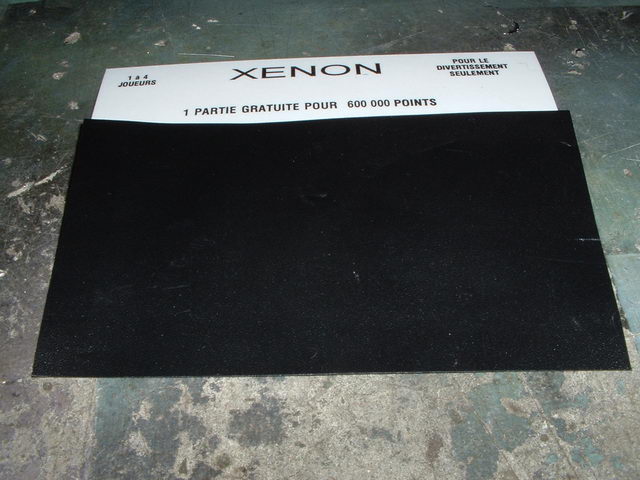 1 à 4
JOUEURS
XENON
POUR LE
DIVERTISSEMENT
SEULEMENT
1 PARTIE GRATUITE POUR 600 000 POINTS